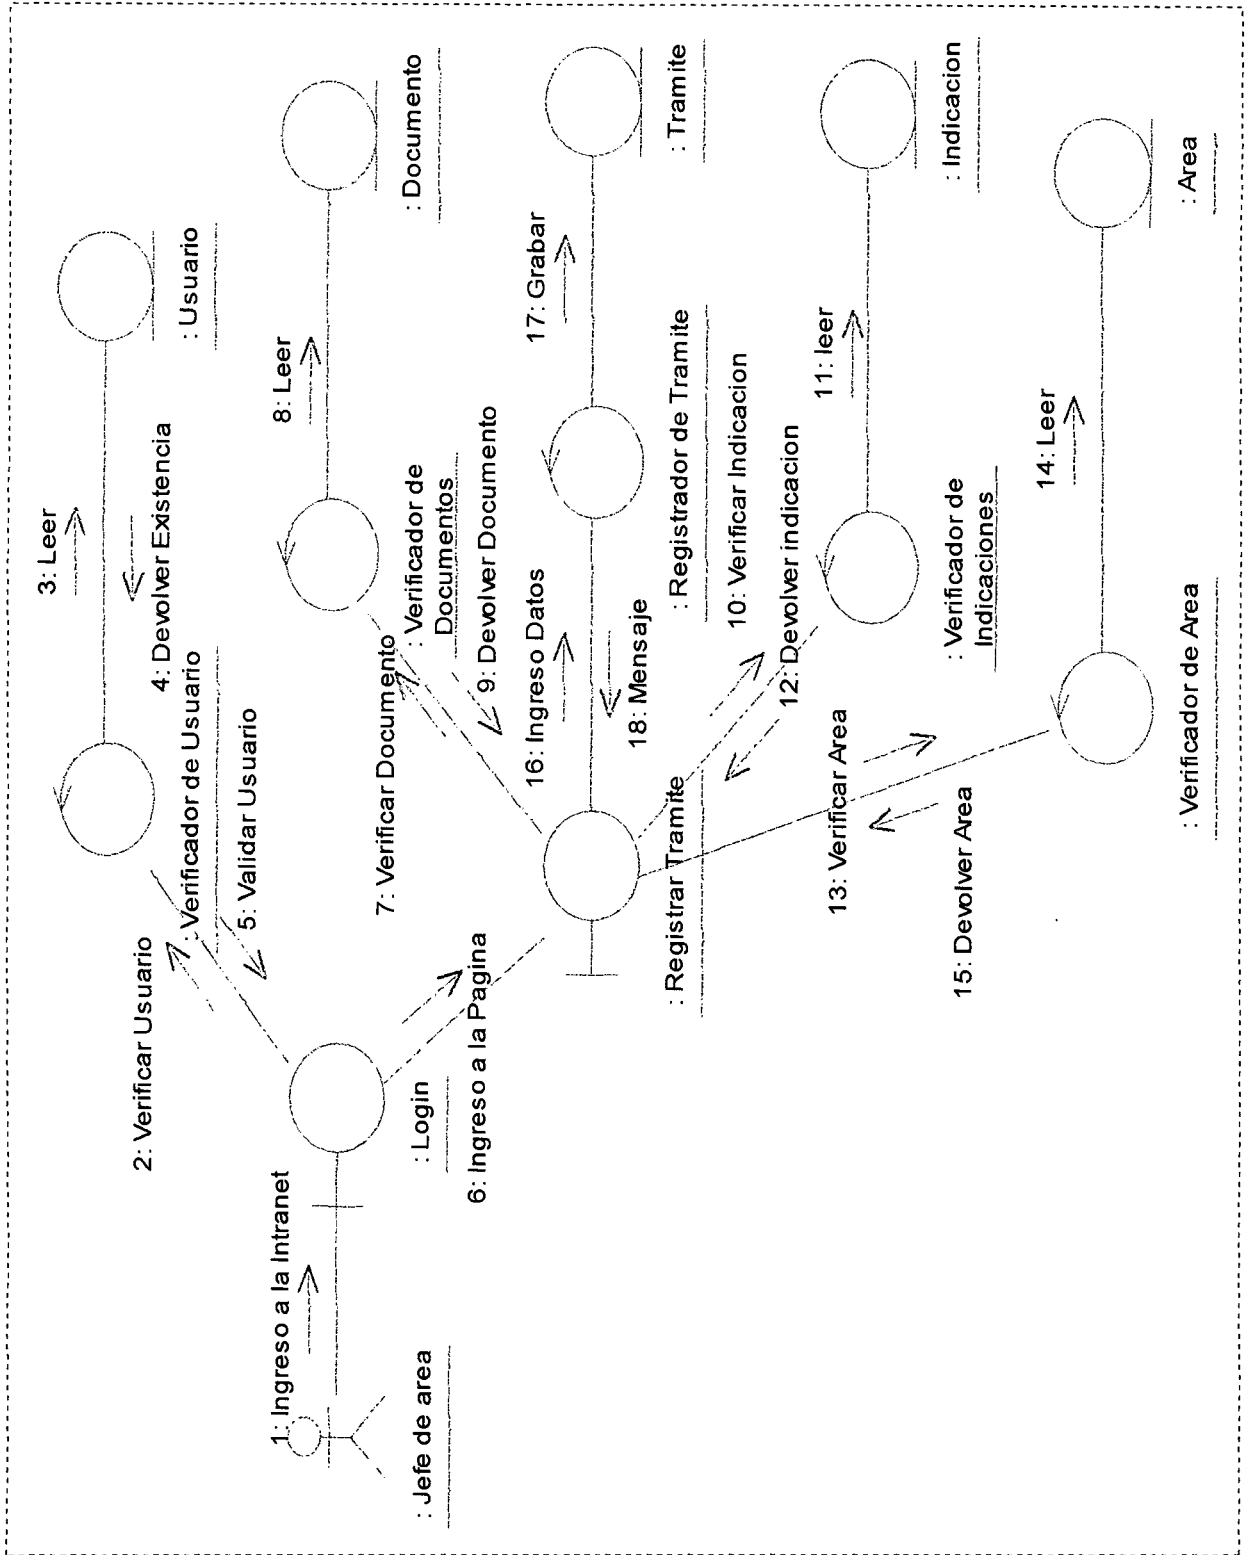 3: Leer
4: Devolver Existencia
: Usuario
2: Verificar Usuario
: Verificador de Usuario
5: Validar Usuario
8: Leer
: Documento
1: Ingreso a la Intranet
7: Verificar Documento
: Verificador de
Documentos
9: Devolver Documento
: Jefe de area
: Login
6: Ingreso a la Pagina
16: Ingreso Datos
17: Grabar
18: Mensaje
: Tramite
: Registrar Tramite
: Registrador de Tramite
10: Verificar Indicacion
12: Devolver indicacion
11: leer
13: Verificar Area
: Verificador de
Indicaciones
: Indicacion
15: Devolver Area
14: Leer
: Verificador de Area
: Area